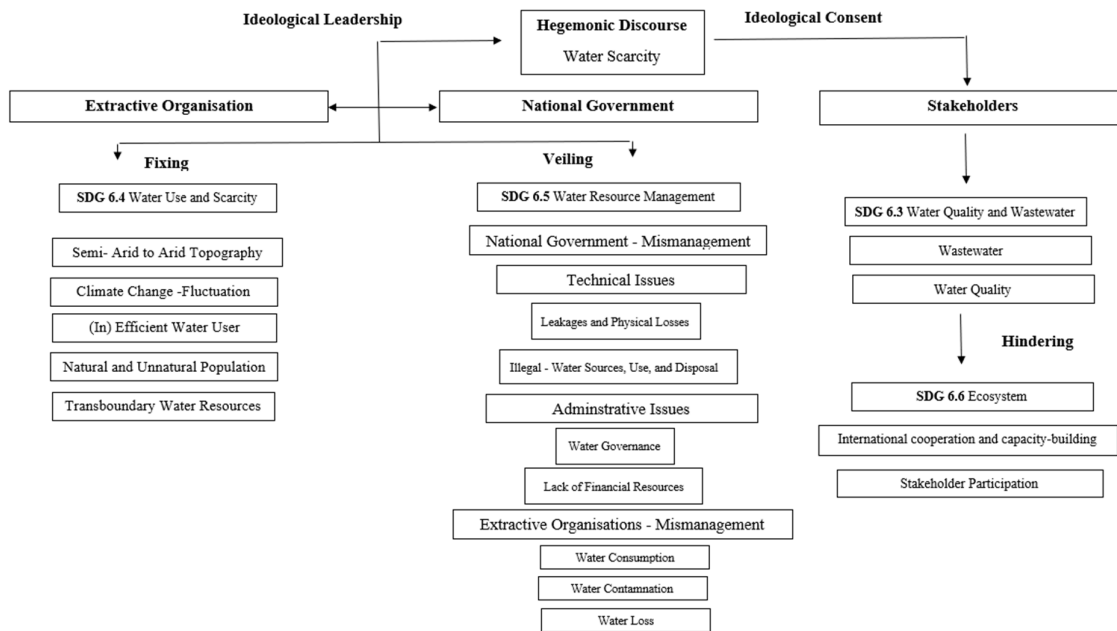 Ideological Leadership
Hegemonic Discourse
Water Scarcity
Ideological Consent
Extractive Organisation
National Government
Stakeholders
Fixing
Veiling
SDG 6.4 Water Use and Scarcity
Semi- Arid to Arid Topography
Climate Change -Fluctuation
(In) Efficient Water User
Natural and Unnatural Population
Transboundary Water Resources
SDG 6.5 Water Resource Management
National Government - Mismanagement
Technical Issues
Leakages and Physical Losses
Illegal - Water Sources, Use, and Disposal
Adminstrative Issues
Water Governance
Lack of Financial Resources
Extractive Organisations - Mismanagement
Water Consumption
Water Contamnation
Water Loss
SDG 6.3 Water Quality and Wastewater
Wastewater
Water Quality
Hindering
SDG 6.6 Ecosystem
International cooperation and capacity-building
Stakeholder Participation